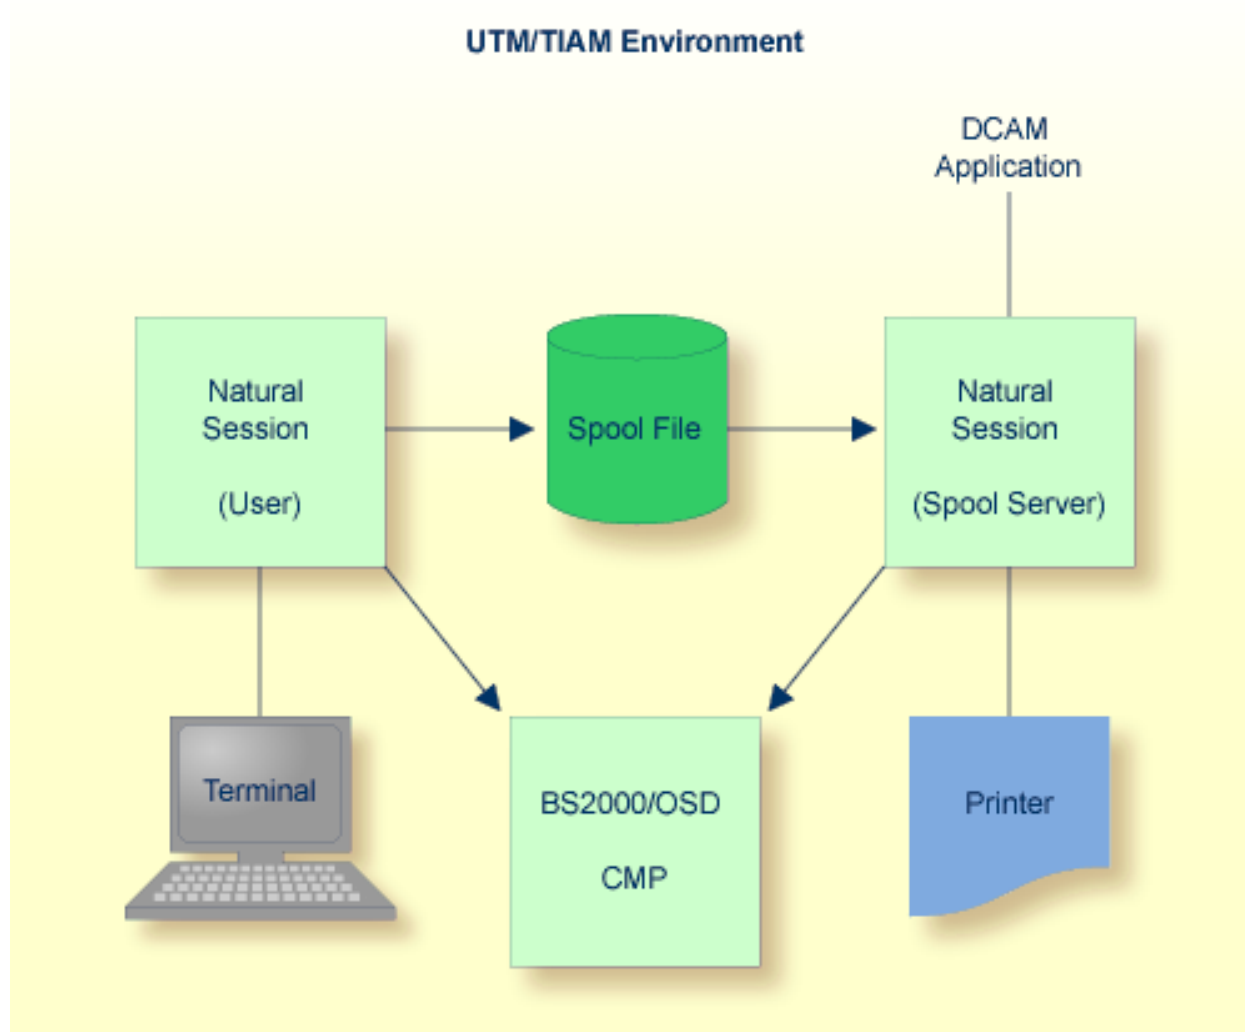 UTM/TIAM Environment
DCAM
Application
Natural
Session
(User)
Spool File
Natural
Session
(Spool Server)
Terminal
BS2000/OSD
CMP
Printer